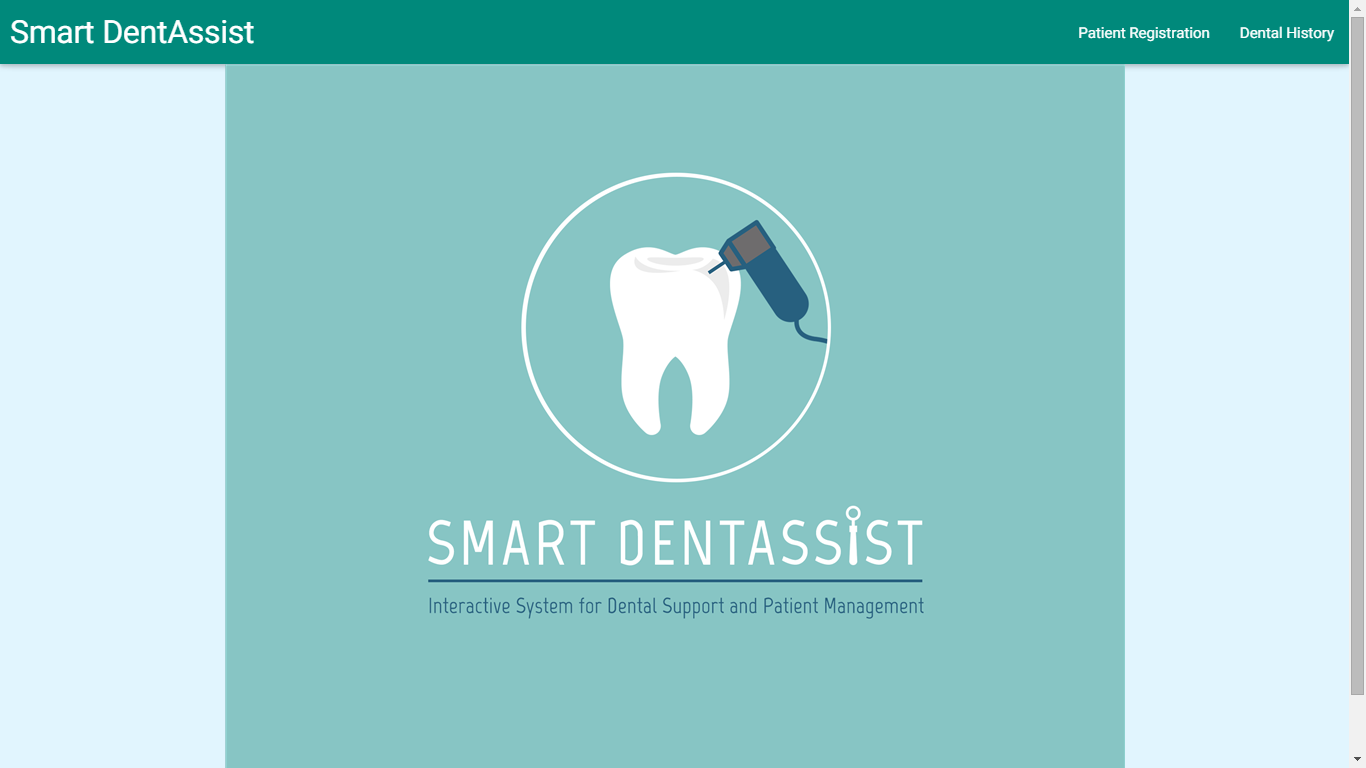 Smart DentAssist
Patient Registration
Dental History
SMART DENTASSiST
Interactive System for Dental Support and Patient Management